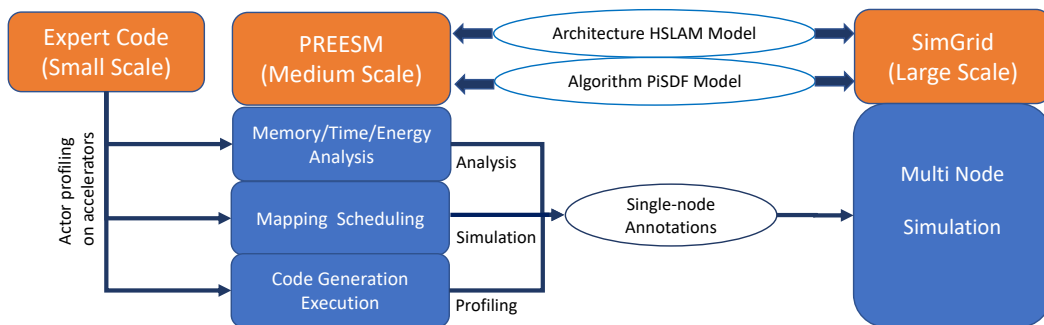 Expert Code
(Small Scale)
PREESM
(Medium Scale)
Architecture HSLAM Model
Algorithm PiSDF Model
SimGrid
(Large Scale)
Actor profiling
on accelerators
Memory/Time/Energy
Analysis
Analysis
Mapping Scheduling
Simulation
Code Generation
Execution
Profiling
Single-node
Annotations
Multi Node
Simulation